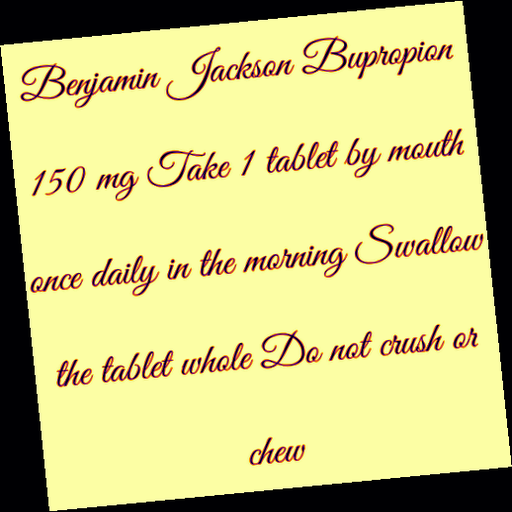 Benjamin Jackson Bupropion
150 mg Take 1 tablet by mouth
once daily in the morning Swallow
the tablet whole Do not crush or
chew